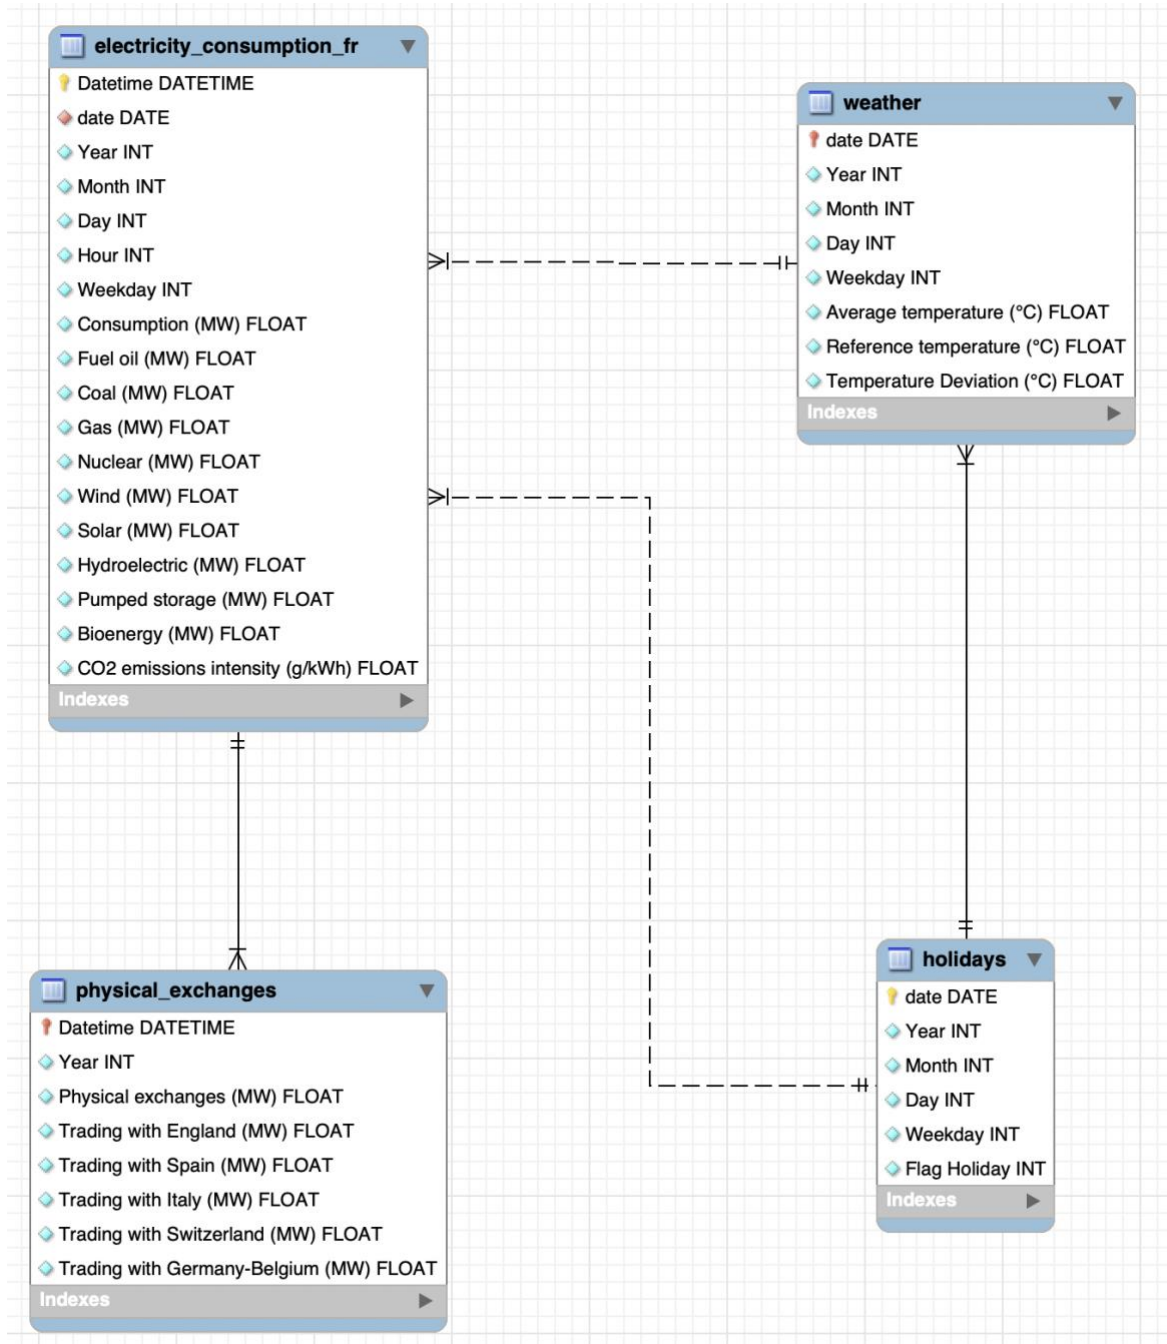 electricity_consumption_fr
Datetime DATETIME
date DATE
Year INT
Month INT
Day INT
Hour INT
Weekday INT
Consumption (MW) FLOAT
Fuel oil (MW) FLOAT
Coal (MW) FLOAT
Gas (MW) FLOAT
Nuclear (MW) FLOAT
Wind (MW) FLOAT
Solar (MW) FLOAT
Hydroelectric (MW) FLOAT
Pumped storage (MW) FLOAT
Bioenergy (MW) FLOAT
CO2 emissions intensity (g/kWh) FLOAT
Indexes
weather
date DATE
Year INT
Month INT
Day INT
Weekday INT
Average temperature (°C) FLOAT
Reference temperature (°C) FLOAT
Temperature Deviation (°C) FLOAT
Indexes
physical_exchanges
Datetime DATETIME
Year INT
Physical exchanges (MW) FLOAT
Trading with England (MW) FLOAT
Trading with Spain (MW) FLOAT
Trading with Italy (MW) FLOAT
Trading with Switzerland (MW) FLOAT
Trading with Germany-Belgium (MW) FLOAT
Indexes
holidays
date DATE
Year INT
Month INT
Day INT
Weekday INT
Flag Holiday INT
Indexes